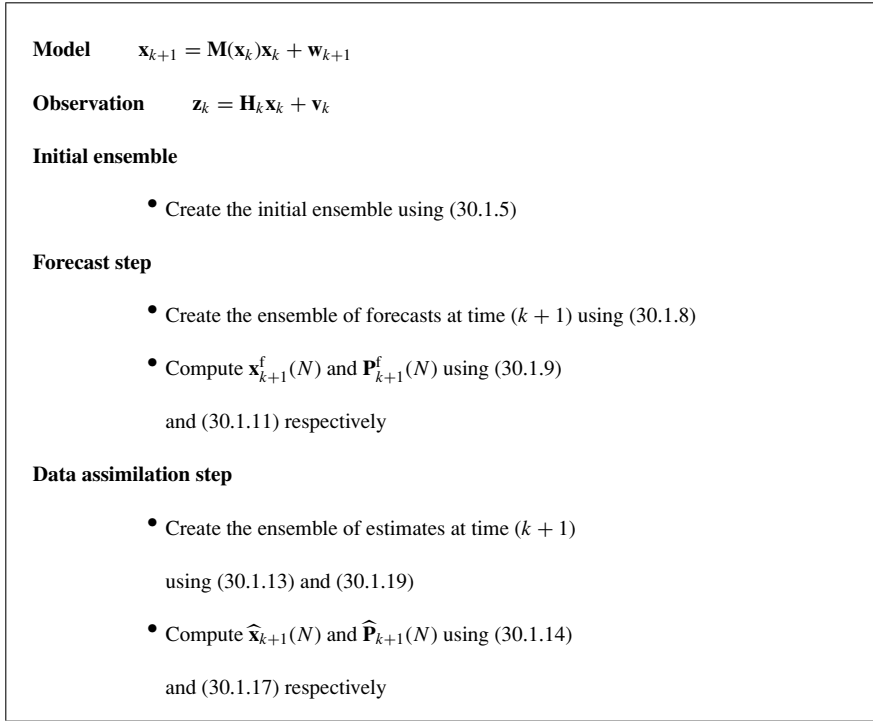 Model x_{k+1} = M(x_k)x_k + w_{k+1}
Observation z_k = H_k x_k + v_k
Initial ensemble
• Create the initial ensemble using (30.1.5)
Forecast step
• Create the ensemble of forecasts at time (k + 1) using (30.1.8)
• Compute x^f_{k+1}(N) and P^f_{k+1}(N) using (30.1.9)
and (30.1.11) respectively
Data assimilation step
• Create the ensemble of estimates at time (k + 1)
using (30.1.13) and (30.1.19)
• Compute x̂_{k+1}(N) and P̂_{k+1}(N) using (30.1.14)
and (30.1.17) respectively